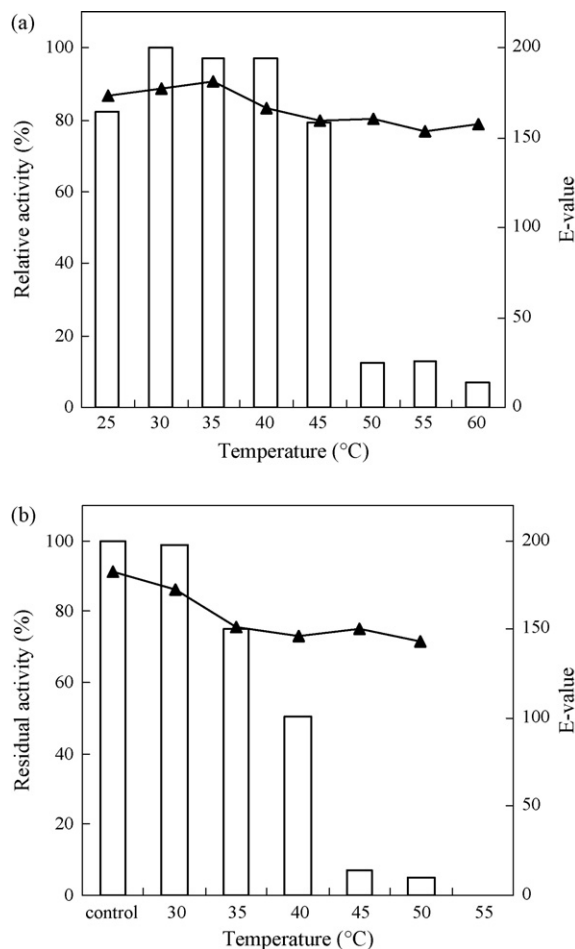 (a)
Relative activity (%)
100
80
60
40
20
0
200
150
100
50
0
E-value
25 30 35 40 45 50 55 60
Temperature (°C)
(b)
Residual activity (%)
100
80
60
40
20
0
200
150
100
50
0
E-value
control 30 35 40 45 50 55
Temperature (°C)